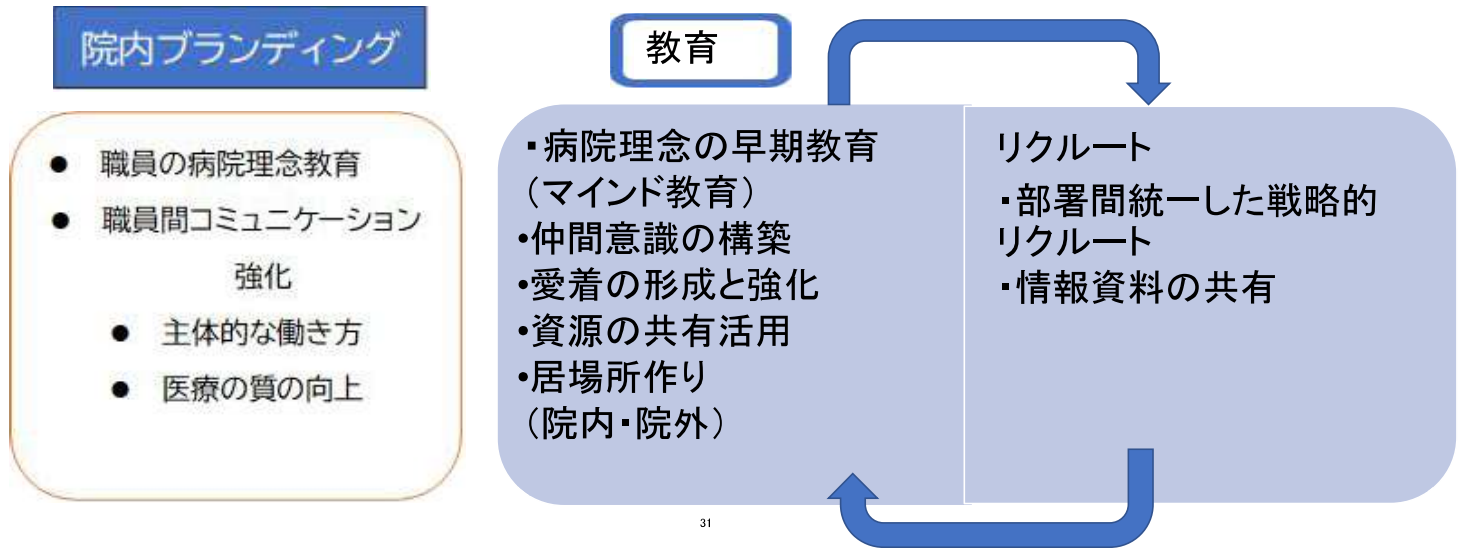 院内ブランディング
● 職員の病院理念教育
● 職員間コミュニケーション
強化
● 主体的な働き方
● 医療の質の向上
教育
▪病院理念の早期教育
（マインド教育）
•仲間意識の構築
•愛着の形成と強化
•資源の共有活用
•居場所作り
（院内▪院外）
リクルート
▪部署間統一した戦略的
リクルート
▪情報資料の共有
31